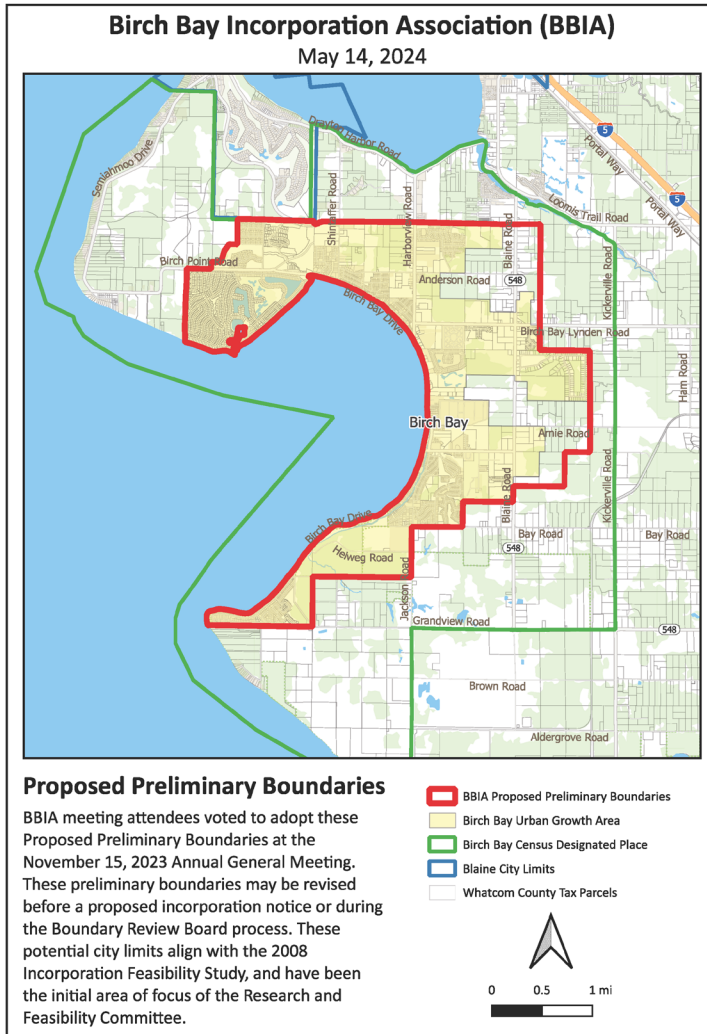 Birch Bay Incorporation Association (BBIA)
May 14, 2024
Semiahmoo Drive
Drayton Harbor Road
5
Portal Way
5
Portal Way
Loomis Trail Road
Shintaffer Road
Harborview Road
Blaine Road
Kickerville Road
Birch Point Road
Anderson Road
548
Birch Bay Drive
Birch Bay Lynden Road
Ham Road
Birch Bay
Arnie Road
Blaine Road
Kickerville Road
Birch Bay Drive
Bay Road
Bay Road
548
Helweg Road
Jackson Road
Grandview Road
548
Brown Road
Aldergrove Road
Proposed Preliminary Boundaries
BBIA meeting attendees voted to adopt these
Proposed Preliminary Boundaries at the
November 15, 2023 Annual General Meeting.
These preliminary boundaries may be revised
before a proposed incorporation notice or during
the Boundary Review Board process. These
potential city limits align with the 2008
Incorporation Feasibility Study, and have been
the initial area of focus of the Research and
Feasibility Committee.
BBIA Proposed Preliminary Boundaries
Birch Bay Urban Growth Area
Birch Bay Census Designated Place
Blaine City Limits
Whatcom County Tax Parcels
0 0.5 1 mi